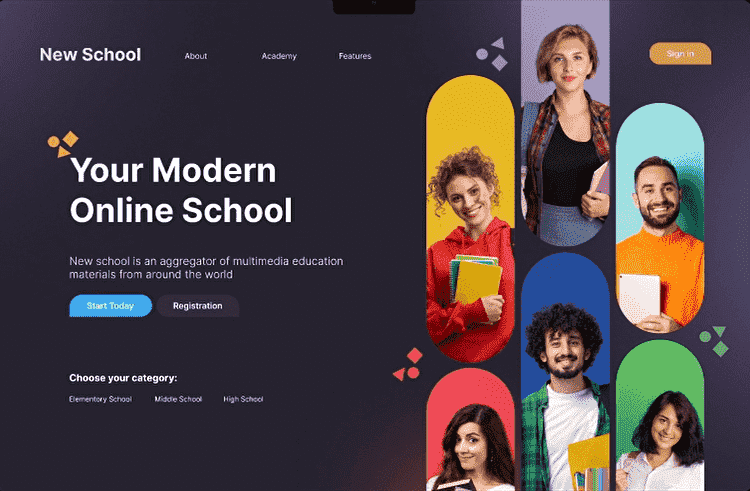 New School
About
Academy
Features
Sign in
Your Modern
Online School
New school is an aggregator of multimedia education
materials from around the world
Start Today
Registration
Choose your category:
Elementery School
Middle School
High School